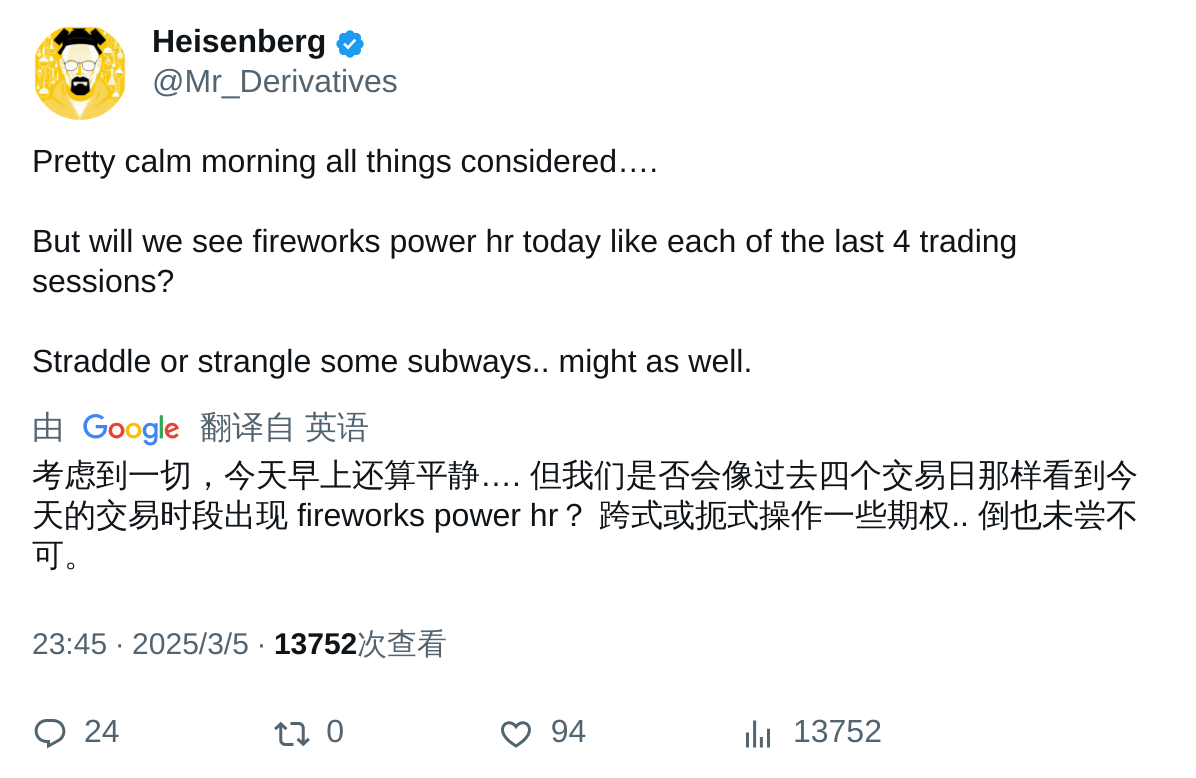 Heisenberg
@Mr_Derivatives
Pretty calm morning all things considered….
But will we see fireworks power hr today like each of the last 4 trading
sessions?
Straddle or strangle some subways.. might as well.
由 Google 翻译自 英语
考虑到一切，今天早上还算平静…. 但我们是否会像过去四个交易日那样看到今
天的交易时段出现 fireworks power hr？ 跨式或扼式操作一些期权.. 倒也未尝不
可。
23:45 · 2025/3/5 · 13752次查看
24 0 94 13752